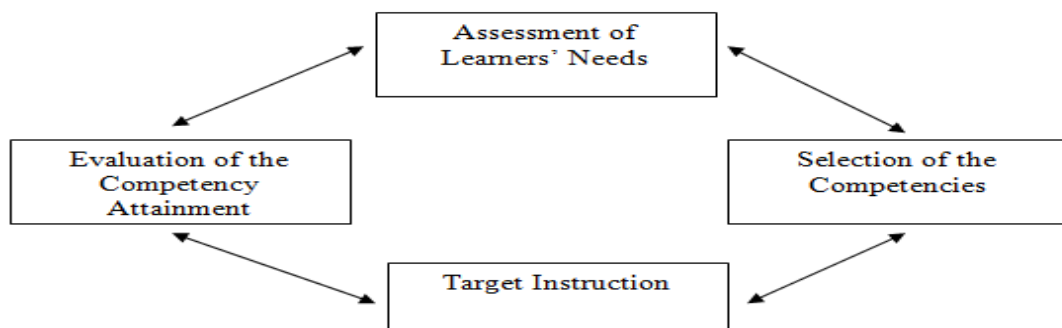 Assessment of
Learners’ Needs
Evaluation of the
Competency
Attainment
Selection of the
Competencies
Target Instruction